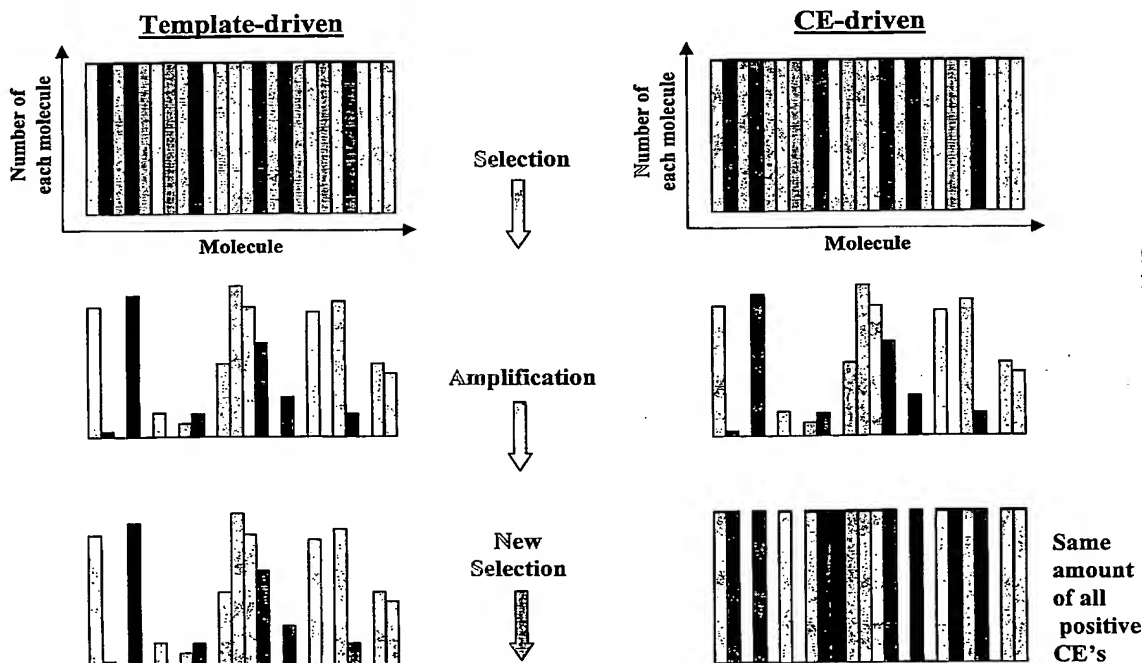 Template-driven
CE-driven
Number of
each molecule
Molecule
Selection
Number of
each molecule
Molecule
Amplification
New
Selection
Same
amount
of all
positive
CE's